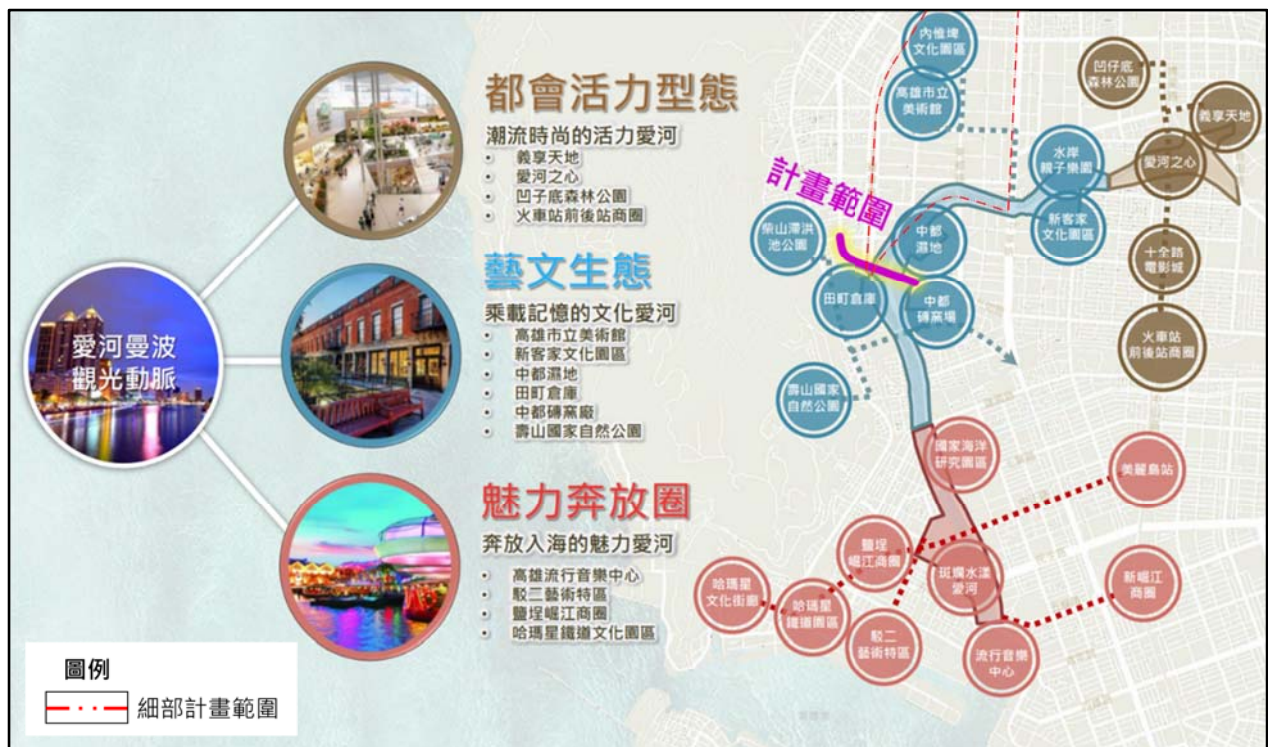 愛河曼波
觀光動脈
都會活力型態
潮流時尚的活力愛河
• 義享天地
• 愛河之心
• 凹子底森林公園
• 火車站前後站商圈
藝文生態
乘載記憶的文化愛河
• 高雄市立美術館
• 新客家文化園區
• 中都濕地
• 田町倉庫
• 中都磚窯廠
• 壽山國家自然公園
魅力奔放圈
奔放入海的魅力愛河
• 高雄流行音樂中心
• 駁二藝術特區
• 鹽埕崛江商圈
• 哈瑪星鐵道文化園區
圖例
細部計畫範圍
內惟埤
文化園區
高雄市立
美術館
凹仔底
森林公園
義享天地
水岸
親子樂園
愛河之心
計畫範圍
柴山滯洪
池公園
中都
濕地
新客家
文化園區
十全路
電影城
田町倉庫
中都
磚窯場
火車站
前後站商圈
壽山國家
自然公園
國家海洋
研究園區
美麗島站
鹽埕
崛江商圈
哈瑪星
文化街廓
哈瑪星
鐵道園區
斑斕水漾
愛河
新崛江
商圈
駁二
藝術特區
流行音樂
中心